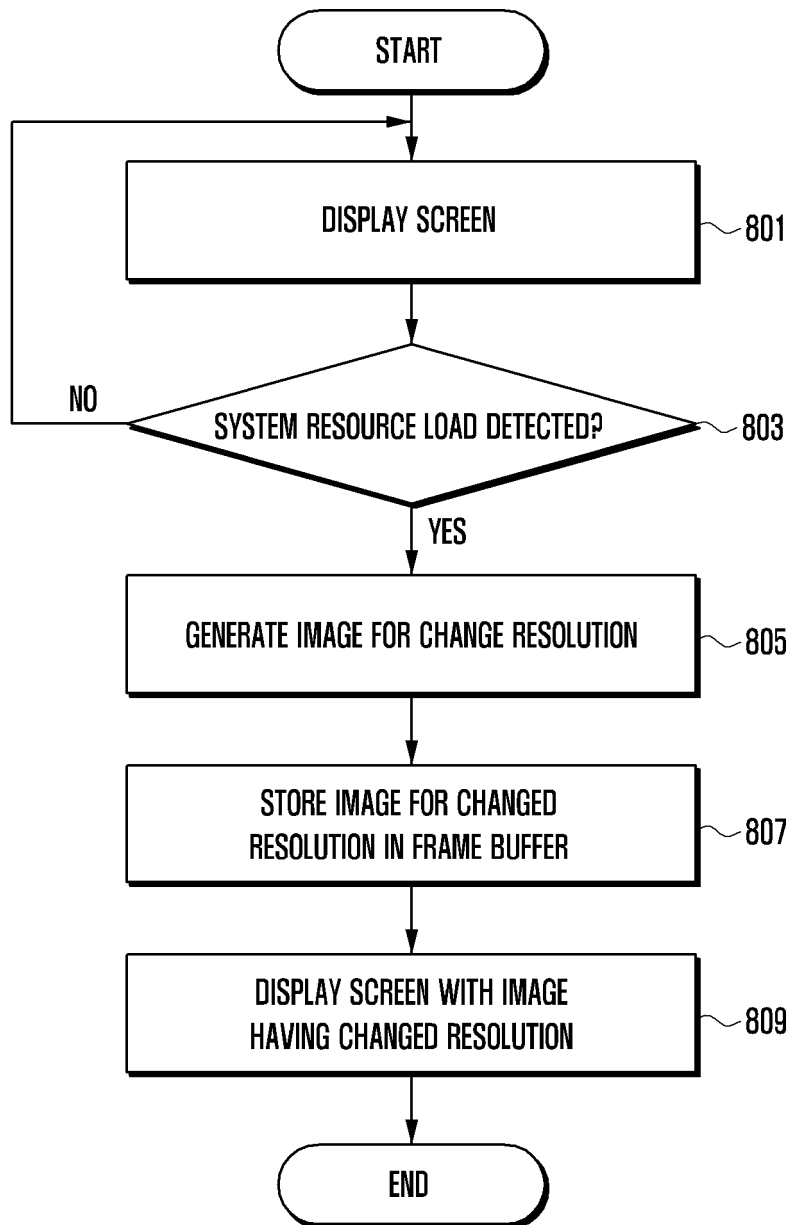 START
DISPLAY SCREEN
801
SYSTEM RESOURCE LOAD DETECTED?
803
NO
YES
GENERATE IMAGE FOR CHANGE RESOLUTION
805
STORE IMAGE FOR CHANGED
RESOLUTION IN FRAME BUFFER
807
DISPLAY SCREEN WITH IMAGE
HAVING CHANGED RESOLUTION
809
END